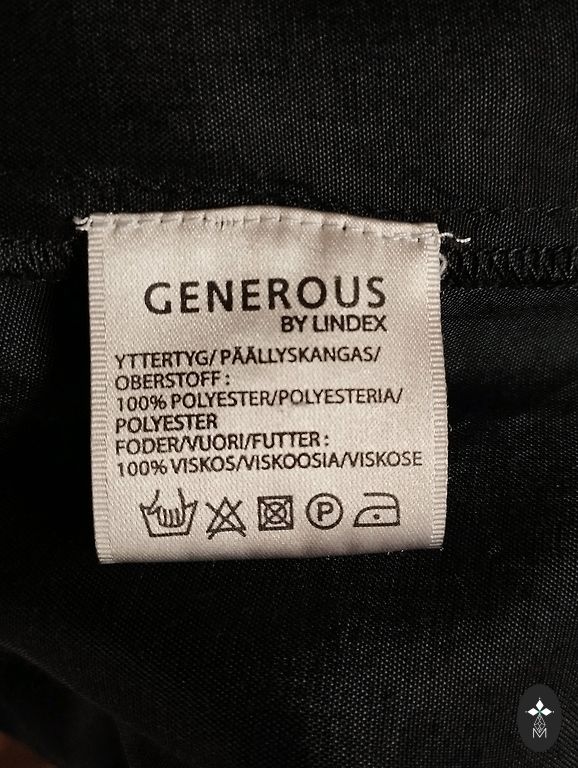 GENEROUS
BY LINDEX
YTTERTYG/PÄÄLLYSKANGAS/
OBERSTOFF:
100% POLYESTER/POLYESTERIA/
POLYESTER
FODER/VUORI/FUTTER:
100% VISKOS/VISKOOSIA/VISKOSE
P
M